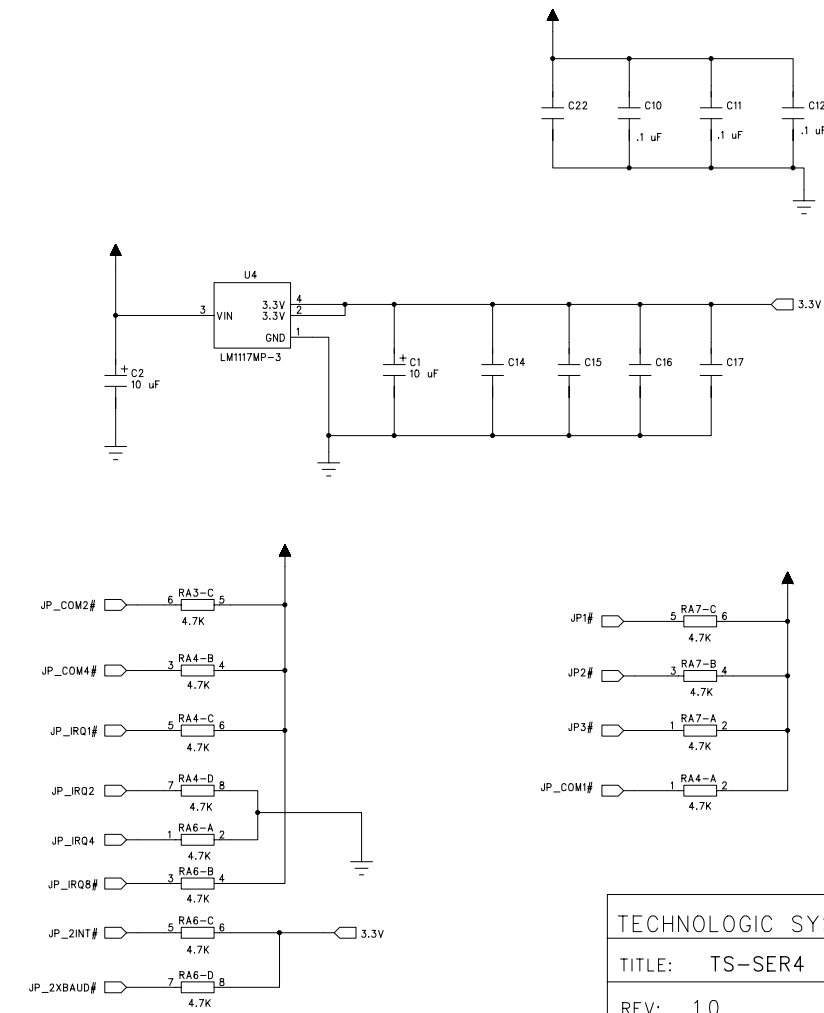 C22
C10
C11
C12
.1 uF
.1 uF
.1 uF
U4
3
VIN
3.3V
4
3.3V
2
GND
1
LM1117MP-3
3.3V
+
C2
10 uF
+
C1
10 uF
C14
C15
C16
C17
JP_COM2#
6
RA3-C
5
4.7K
JP_COM4#
3
RA4-B
4
4.7K
JP_IRQ1#
5
RA4-C
6
4.7K
JP_IRQ2
7
RA4-D
8
4.7K
JP_IRQ4
1
RA6-A
2
4.7K
JP_IRQ8#
3
RA6-B
4
4.7K
JP_2INT#
5
RA6-C
6
4.7K
3.3V
JP_2XBAUD#
7
RA6-D
8
4.7K
JP1#
5
RA7-C
6
4.7K
JP2#
3
RA7-B
4
4.7K
JP3#
1
RA7-A
2
4.7K
JP_COM1#
1
RA4-A
2
4.7K
TECHNOLOGIC SY
TITLE: TS-SER4
REV: 1.0